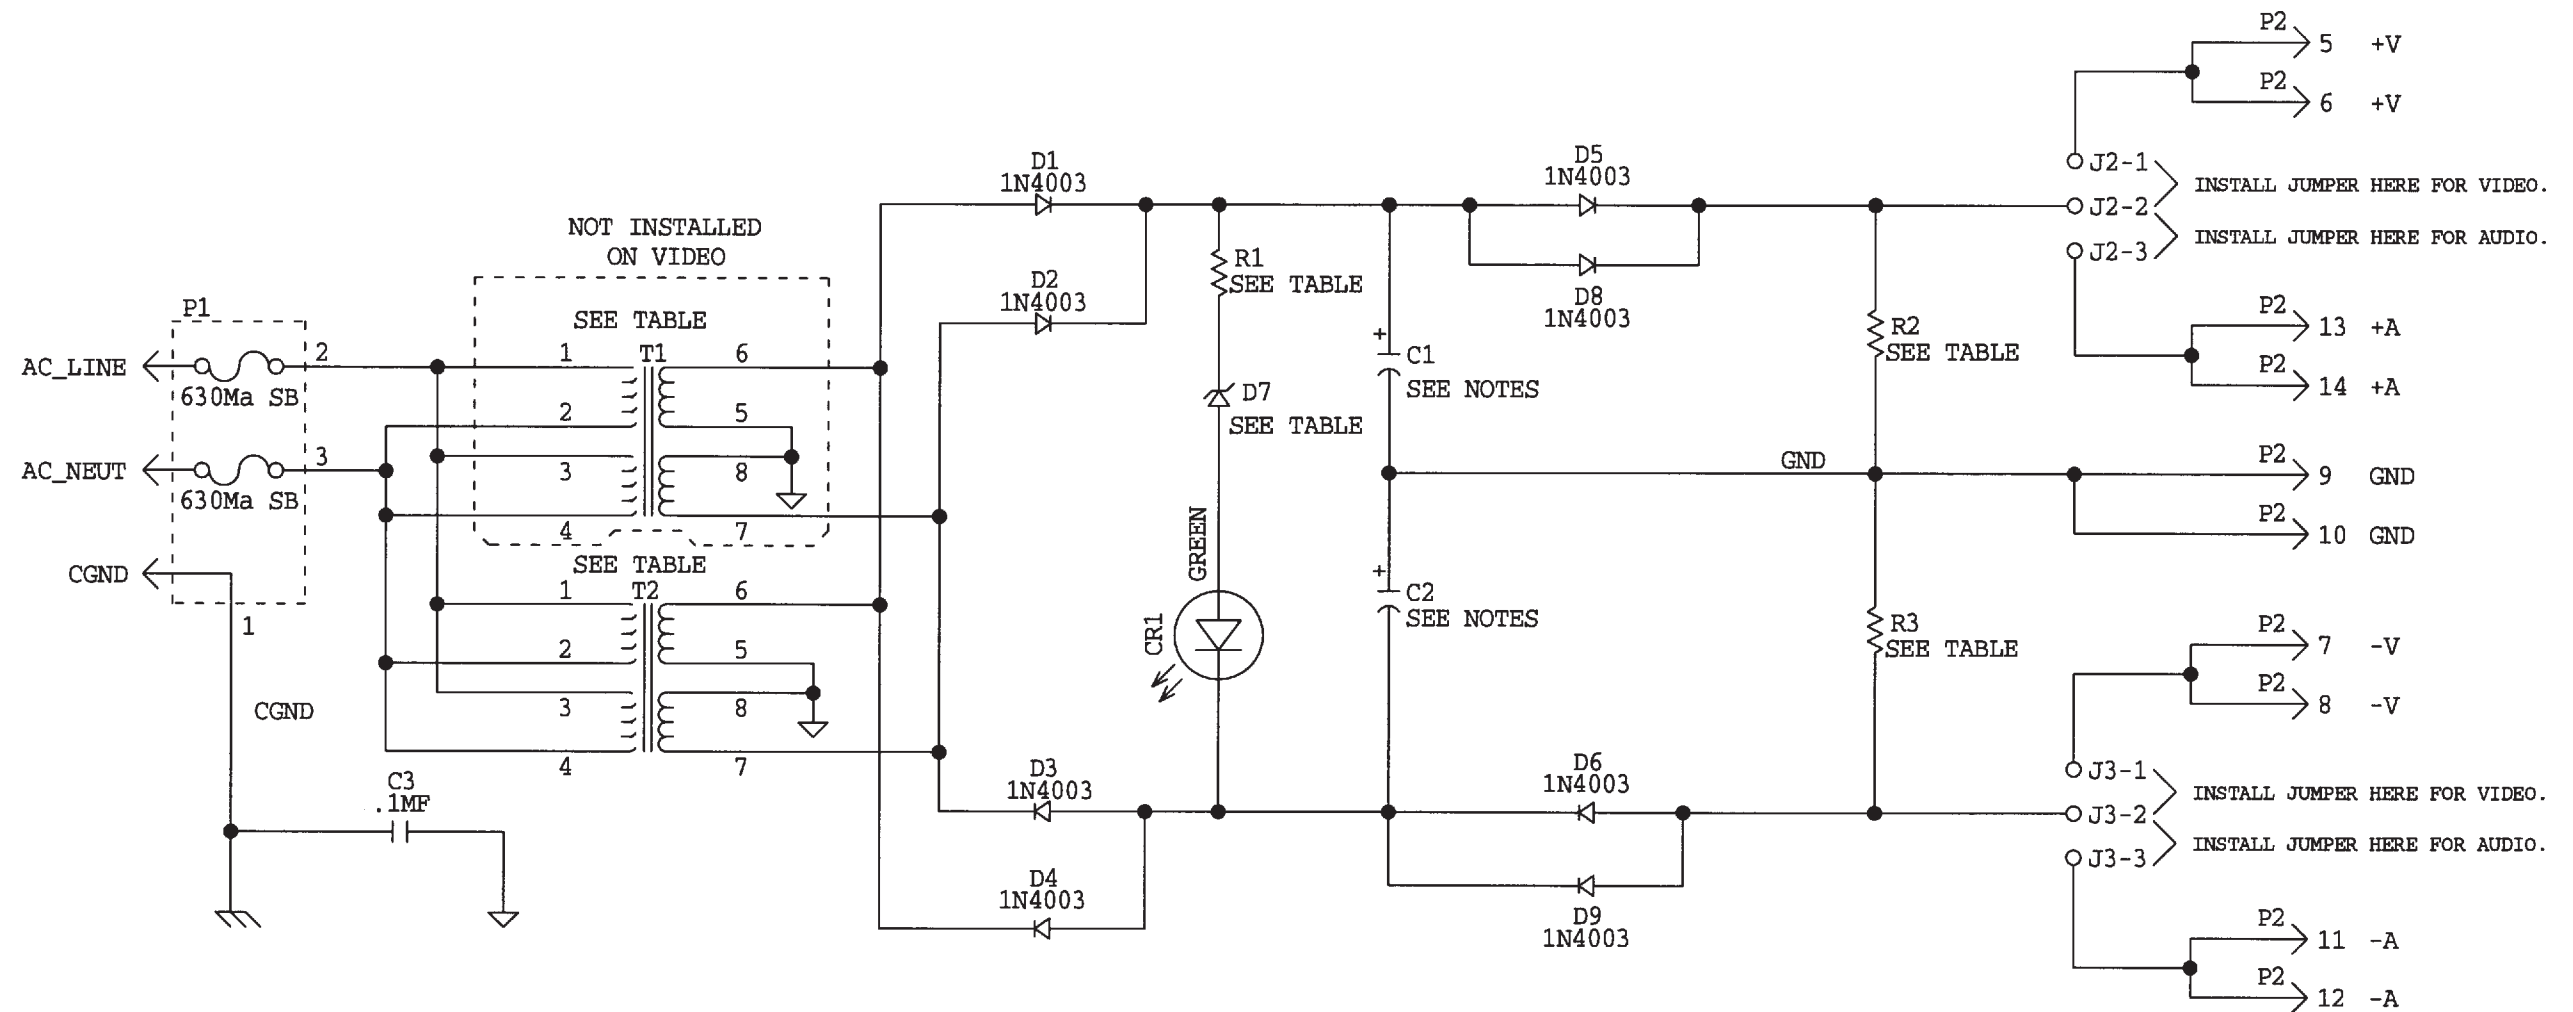 P2
5 +V
P2
6 +V
J2-1
INSTALL JUMPER HERE FOR VIDEO.
J2-2
INSTALL JUMPER HERE FOR AUDIO.
J2-3
P2
13 +A
P2
14 +A
P2
9 GND
P2
10 GND
P2
7 -V
P2
8 -V
J3-1
INSTALL JUMPER HERE FOR VIDEO.
J3-2
INSTALL JUMPER HERE FOR AUDIO.
J3-3
P2
11 -A
P2
12 -A
D1
1N4003
D2
1N4003
D5
1N4003
D8
1N4003
R1
SEE TABLE
D7
SEE TABLE
GREEN
CR1
+
C1
SEE NOTES
+
C2
SEE NOTES
GND
R2
SEE TABLE
R3
SEE TABLE
D3
1N4003
D4
1N4003
D6
1N4003
D9
1N4003
NOT INSTALLED
ON VIDEO
SEE TABLE
T1
1
2
3
4
6
5
8
7
SEE TABLE
T2
1
2
3
4
6
5
8
7
P1
AC_LINE
2
630Ma SB
AC_NEUT
3
630Ma SB
CGND
1
CGND
C3
.1MF